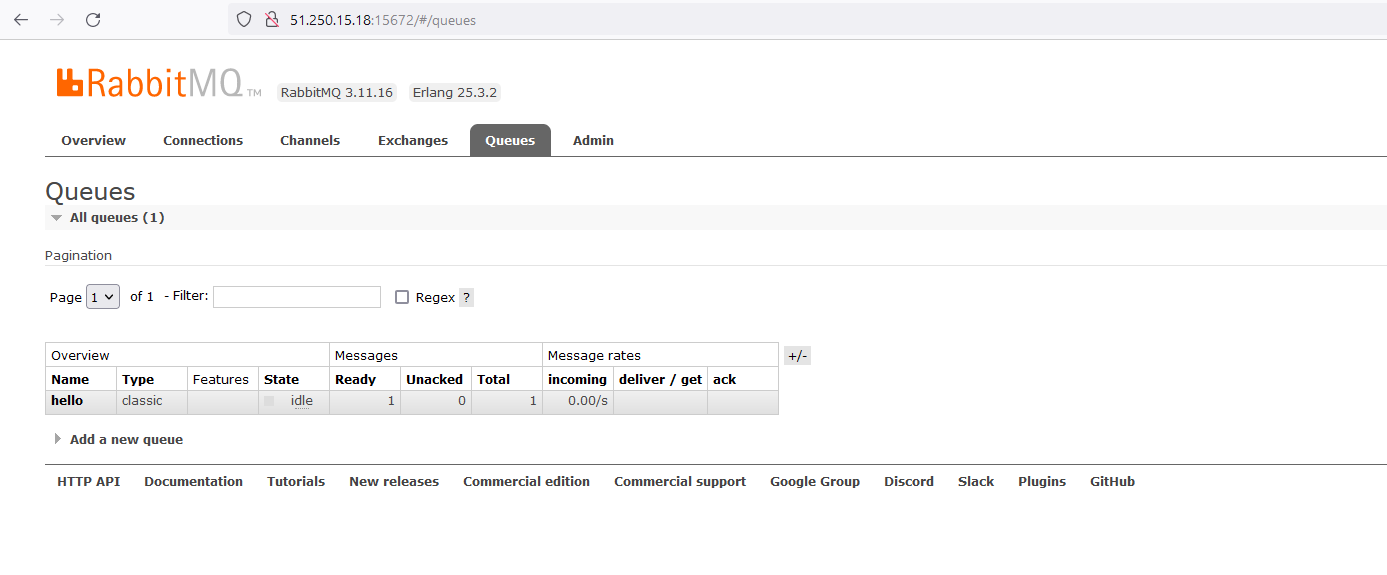 51.250.15.18:15672/#/queues
RabbitMQ TM RabbitMQ 3.11.16 Erlang 25.3.2
Overview Connections Channels Exchanges Queues Admin
Queues
All queues (1)
Pagination
Page 1 of 1 - Filter: Regex ?
Overview Messages Message rates +/-
Name Type Features State Ready Unacked Total incoming deliver / get ack
hello classic idle 1 0 1 0.00/s
Add a new queue
HTTP API Documentation Tutorials New releases Commercial edition Commercial support Google Group Discord Slack Plugins GitHub